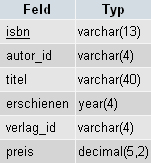 Feld Typ
isbn varchar(13)
autor_id varchar(4)
titel varchar(40)
erschienen year(4)
verlag_id varchar(4)
preis decimal(5,2)